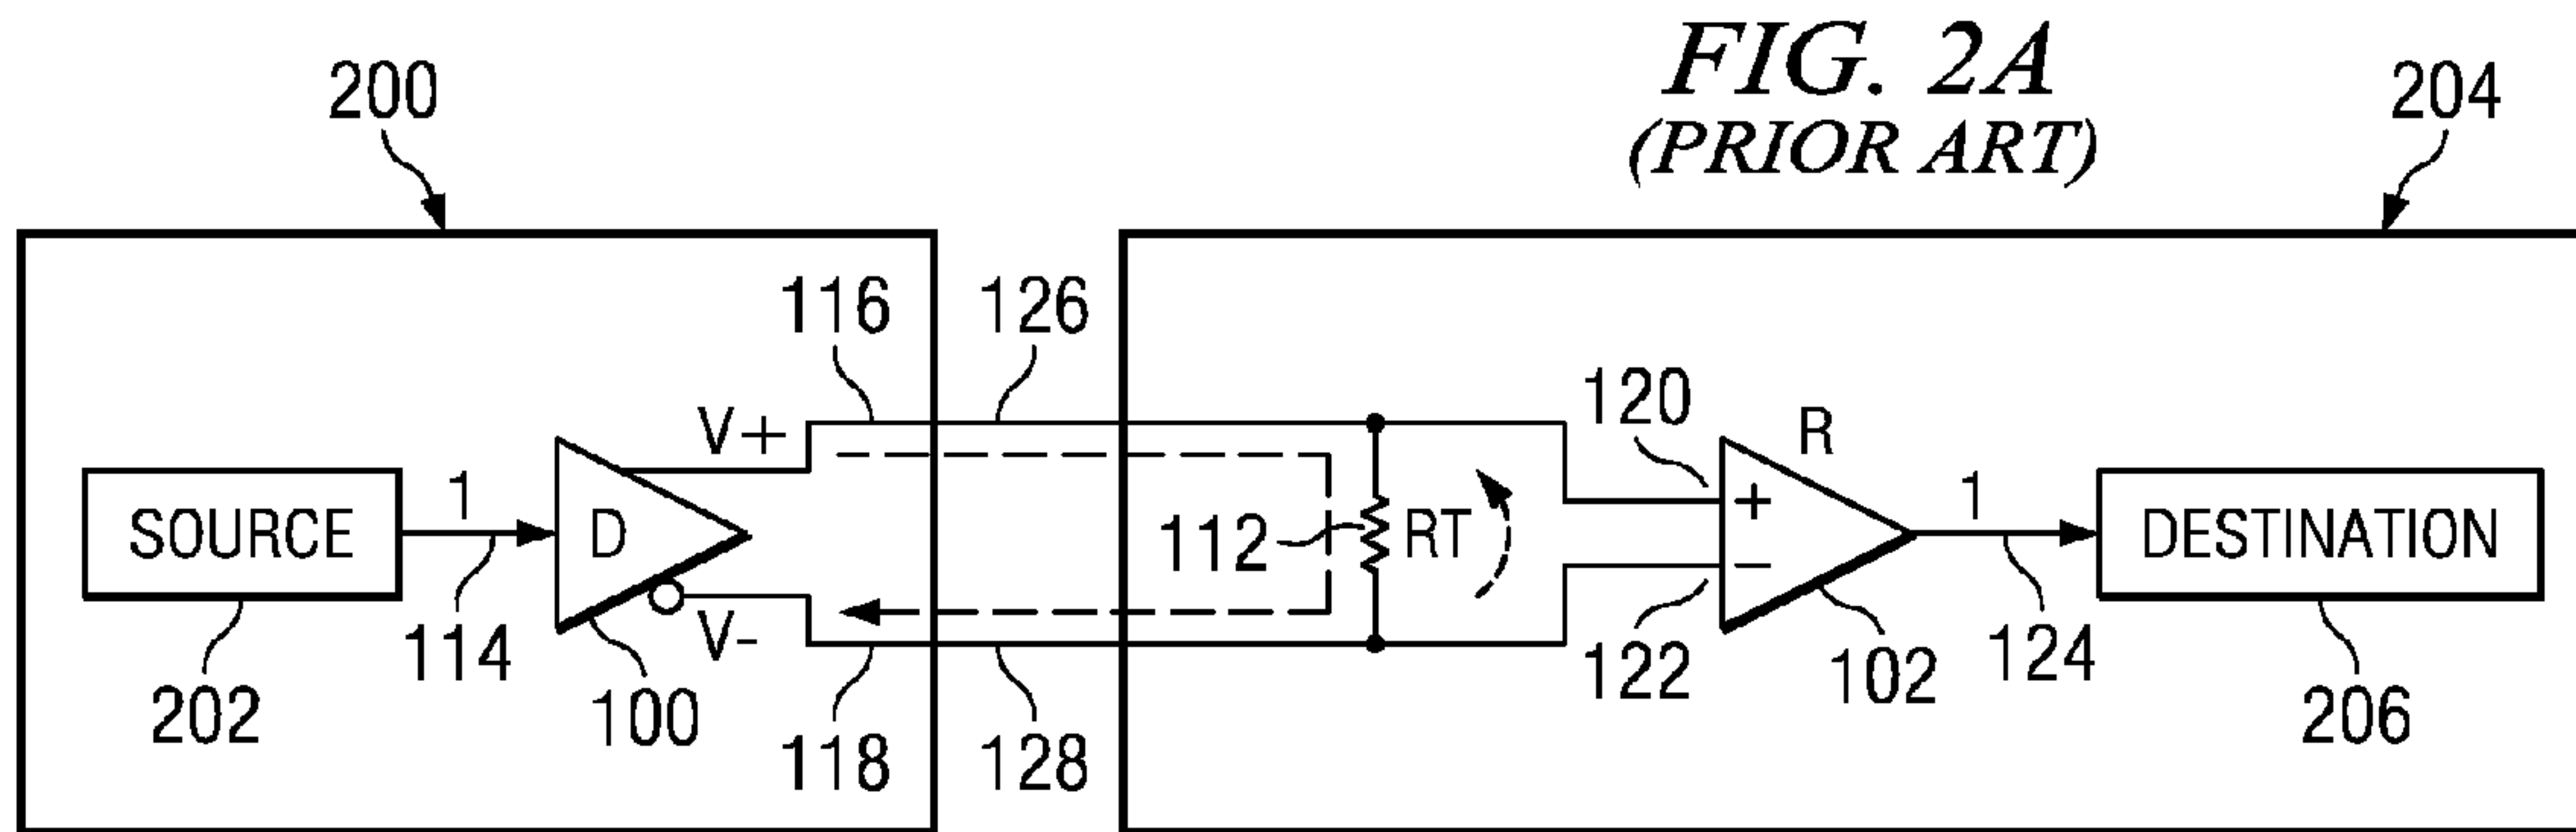 FIG. 2A
(PRIOR ART)
200
204
116
126
V+
120
R
SOURCE
1
D
112
RT
+
−
1
DESTINATION
202
114
100
V-
118
128
122
102
124
206